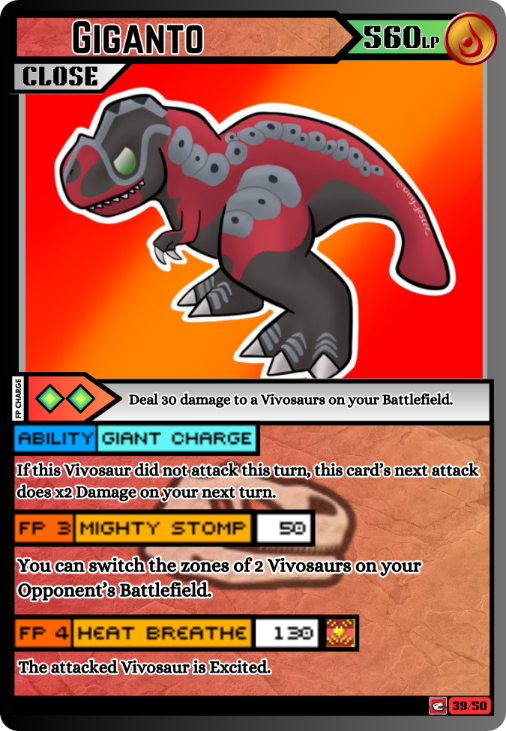 GIGANTO
560LP
CLOSE
FP CHARGE
Deal 30 damage to a Vivosaurs on your Battlefield.
ABILITY GIANT CHARGE
If this Vivosaur did not attack this turn, this card's next attack
does x2 Damage on your next turn.
FP 3 MIGHTY STOMP 50
You can switch the zones of 2 Vivosaurs on your
Opponent's Battlefield.
FP 4 HEAT BREATHE 130
The attacked Vivosaur is Excited.
39/50